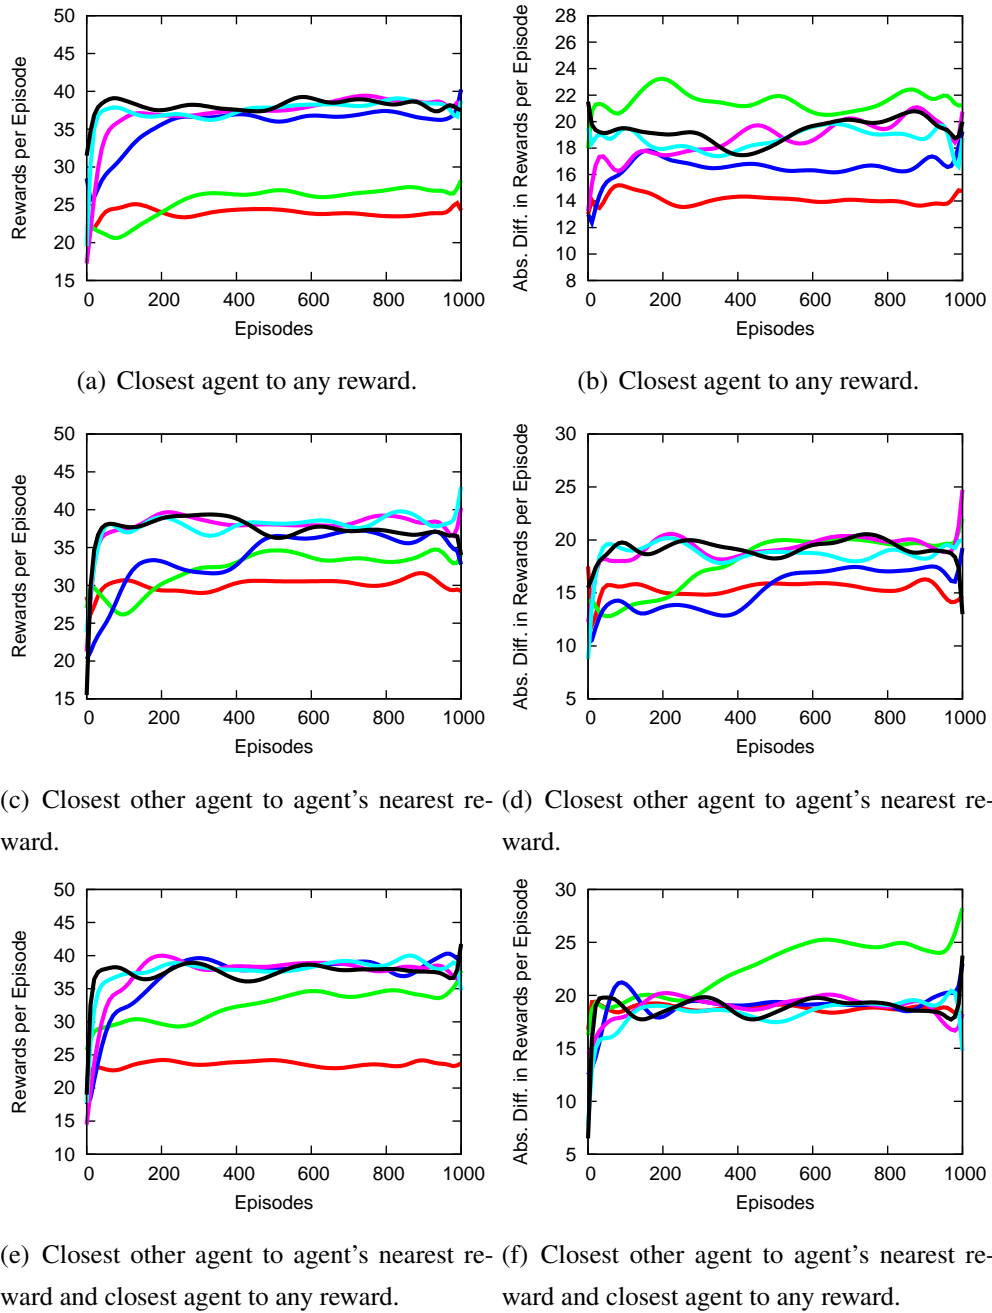 50
45
40
35
30
25
20
15
Rewards per Episode
0 200 400 600 800 1000
Episodes
28
26
24
22
20
18
16
14
12
10
8
Abs. Diff. in Rewards per Episode
0 200 400 600 800 1000
Episodes
(a) Closest agent to any reward.
(b) Closest agent to any reward.
50
45
40
35
30
25
20
15
Rewards per Episode
0 200 400 600 800 1000
Episodes
30
25
20
15
10
5
Abs. Diff. in Rewards per Episode
0 200 400 600 800 1000
Episodes
(c) Closest other agent to agent's nearest re-
ward.
(d) Closest other agent to agent's nearest re-
ward.
50
45
40
35
30
25
20
15
10
Rewards per Episode
0 200 400 600 800 1000
Episodes
30
25
20
15
10
5
Abs. Diff. in Rewards per Episode
0 200 400 600 800 1000
Episodes
(e) Closest other agent to agent's nearest re-
ward and closest agent to any reward.
(f) Closest other agent to agent's nearest re-
ward and closest agent to any reward.